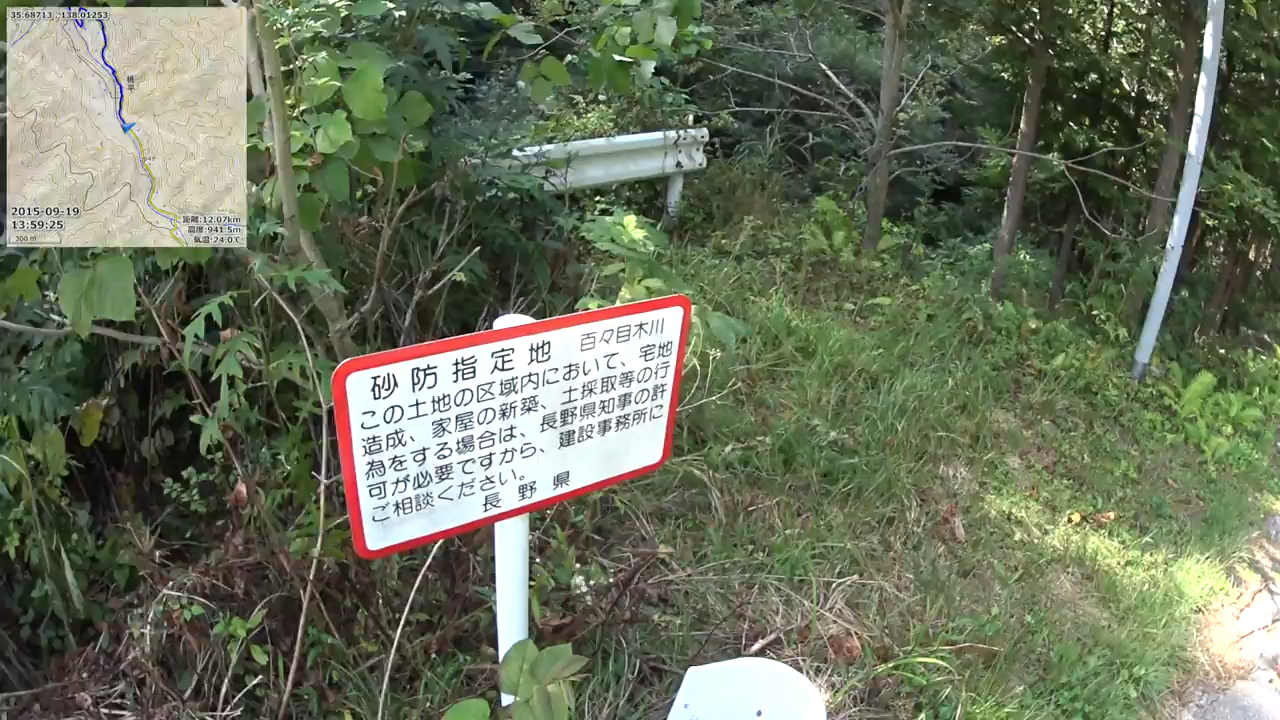 35.68713, 138.01253
桃平
2015-09-19
13:59:25
300 m
距離:12.07km
高度:941.5m
気温:24.0℃
砂防指定地 百々目木川
この土地の区域内において、宅地
造成、家屋の新築、土採取等の行
為をする場合は、長野県知事の許
可が必要ですから、建設事務所に
ご相談ください。
長野県